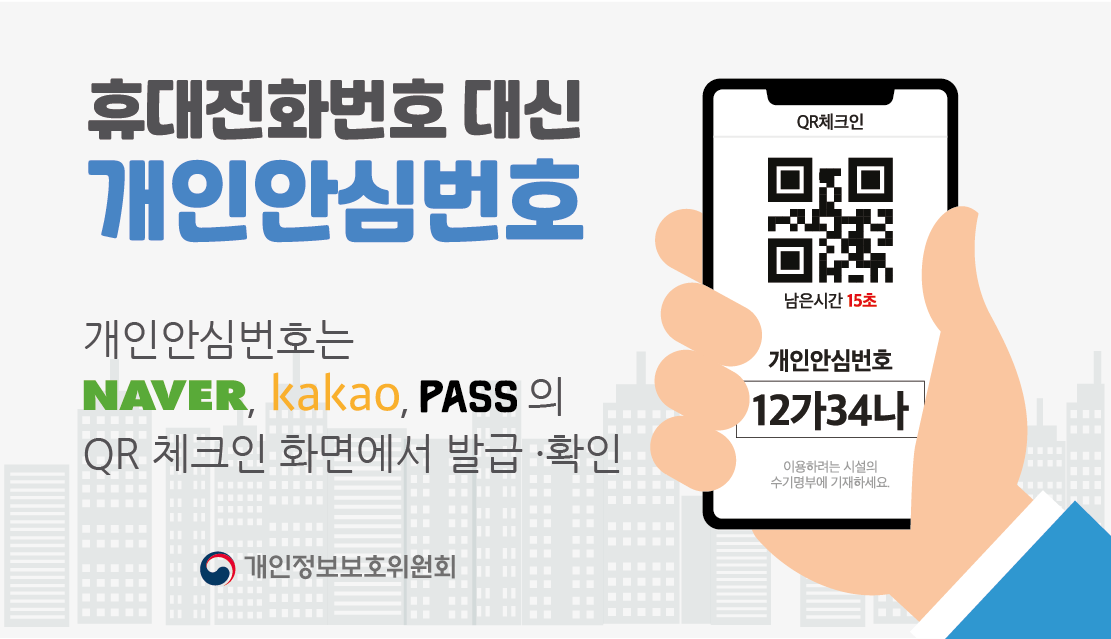 휴대전화번호 대신
개인안심번호
개인안심번호는
NAVER, kakao, PASS 의
QR 체크인 화면에서 발급 ·확인
개인정보보호위원회
QR체크인
남은시간 15초
개인안심번호
12가34나
이용하려는 시설의
수기명부에 기재하세요.